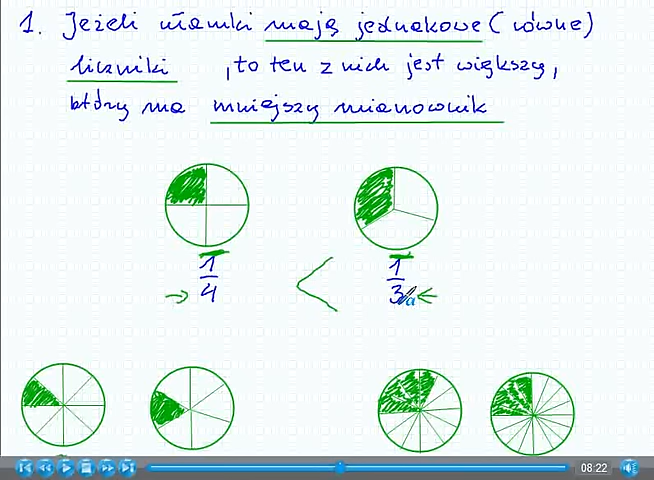 1. Jeżeli ułamki mają jednakowe (równe)
liczniki , to ten z nich jest większy,
który ma mniejszy mianownik
1/4 < 1/3
08:22